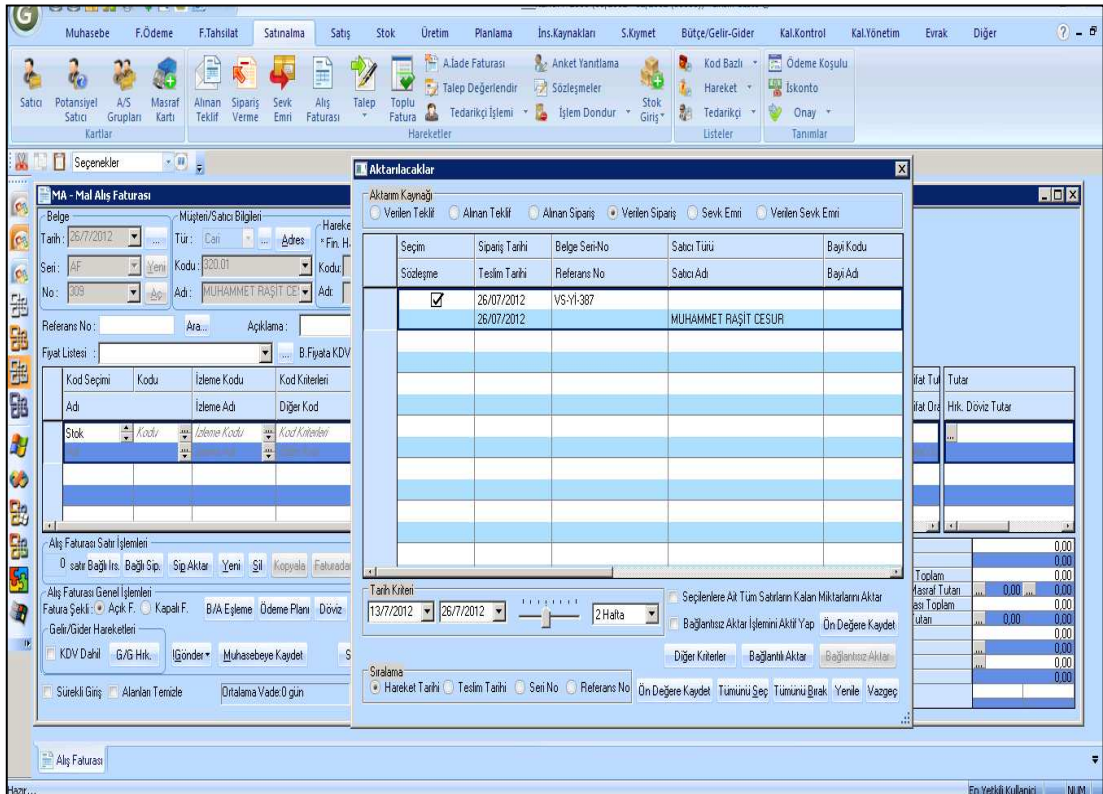 Muhasebe F.Ödeme F.Tahsilat Satınalma Satış Stok Üretim Planlama İns.Kaynakları S.Kıymet Bütçe/Gelir-Gider Kal.Kontrol Kal.Yönetim Evrak Diğer
Satıcı
Potansiyel Satıcı
A/S Grupları
Masraf Kartı
Kartlar
Alınan Teklif
Sipariş Verme
Sevk Emri
Alış Faturası
Talep
Toplu Fatura
A.İade Faturası
Talep Değerlendir
Tedarikçi İşlemi
Anket Yanıtlama
Sözleşmeler
İşlem Dondur
Stok Giriş
Hareketler
Kod Bazlı
Hareket
Tedarikçi
Listeler
Ödeme Koşulu
İskonto
Onay
Tanımlar
Seçenekler
MA - Mal Alış Faturası
Belge
Tarih : 26/7/2012 ...
Seri : AF Yeni
No : 309 Aç
Müşteri/Satıcı Bilgileri
Tür : Cari ... Adres
Kodu : 320.01
Adı : MUHAMMET RAŞİT CE
× Fin. H.
Kodu:
Adı:
Referans No : Ara... Açıklama :
Fiyat Listesi : ... B.Fiyata KDV
Kod Seçimi Kodu İzleme Kodu Kod Kriterleri
Adı İzleme Adı Diğer Kod
Stok Kodu İzleme Kodu Kod Kriterleri
Tutar
Hrk. Döviz Tutar
Alış Faturası Satır İşlemleri
0 satır Bağlı İrs. Bağlı Sip. Sip Aktar Yeni Sil Kopyala
Alış Faturası Genel İşlemleri
Fatura Şekli : Açık F. Kapalı F. B/A Eşleme Ödeme Planı Döviz
Gelir/Gider Hareketleri
KDV Dahil G/G Hrk. Muhasebeye Kaydet
Sürekli Giriş Alanları Temizle Ortalama Vade:0 gün
0,00
0,00
Toplam 0,00
Masraf Tutarı ... 0,00 ... 0,00
Toplam 0,00
... 0,00 0,00
0,00
... 0,00
... 0,00
0,00
Aktarılacaklar
Aktarım Kaynağı
Verilen Teklif Alınan Teklif Alınan Sipariş Verilen Sipariş Sevk Emri Verilen Sevk Emri
Seçim Sipariş Tarihi Belge Seri-No Satıcı Türü Bayi Kodu
Sözleşme Teslim Tarihi Referans No Satıcı Adı Bayi Adı
26/07/2012 VS-Yİ-387
26/07/2012 MUHAMMET RAŞİT CESUR
Tarih Kriteri
13/7/2012 26/7/2012 2 Hafta
Seçilenlere Ait Tüm Satırların Kalan Miktarlarını Aktar
Bağlantısız Aktar İşlemini Aktif Yap Ön Değere Kaydet
Diğer Kriterler Bağlantılı Aktar Bağlantısız Aktar
Sıralama
Hareket Tarihi Teslim Tarihi Seri No Referans No
Ön Değere Kaydet Tümünü Seç Tümünü Bırak Yenile Vazgeç
Alış Faturası
Hazır... En Yetkili Kullanici NUM